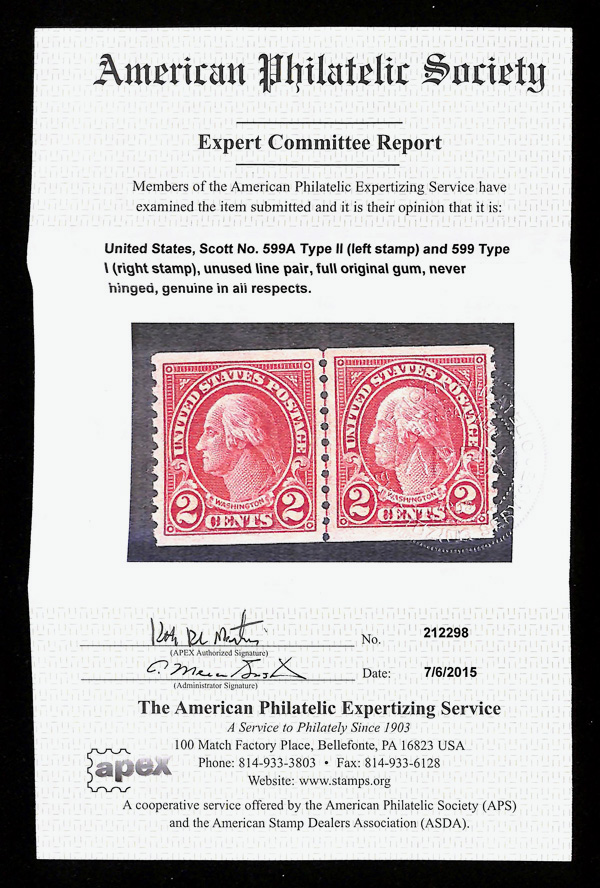 American Philatelic Society
Expert Committee Report
Members of the American Philatelic Expertizing Service have
examined the item submitted and it is their opinion that it is:
United States, Scott No. 599A Type II (left stamp) and 599 Type
I (right stamp), unused line pair, full original gum, never
hinged, genuine in all respects.
UNITED STATES POSTAGE
WASHINGTON
2 CENTS 2
UNITED STATES POSTAGE
WASHINGTON
2 CENTS 2
No. 212298
(APEX Authorized Signature)
Date: 7/6/2015
(Administrator Signature)
The American Philatelic Expertizing Service
A Service to Philately Since 1903
100 Match Factory Place, Bellefonte, PA 16823 USA
Phone: 814-933-3803 • Fax: 814-933-6128
Website: www.stamps.org
apex
A cooperative service offered by the American Philatelic Society (APS)
and the American Stamp Dealers Association (ASDA).